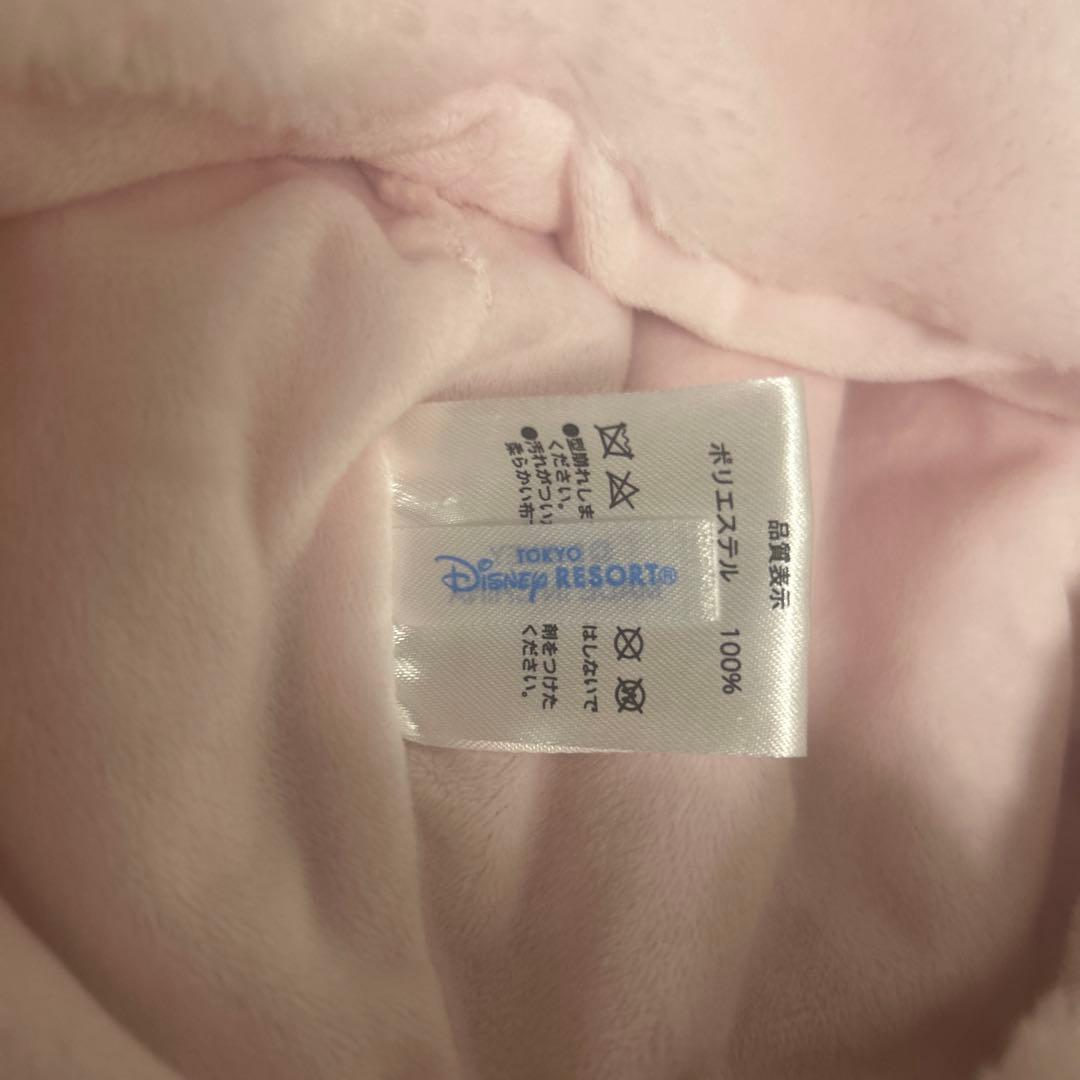 品質表示
ポリエステル 100%
●型崩れしま
はしないで
ください。
●汚れがつい
剤をつけた
柔らかい布
ください。
TOKYO
Disney RESORT®